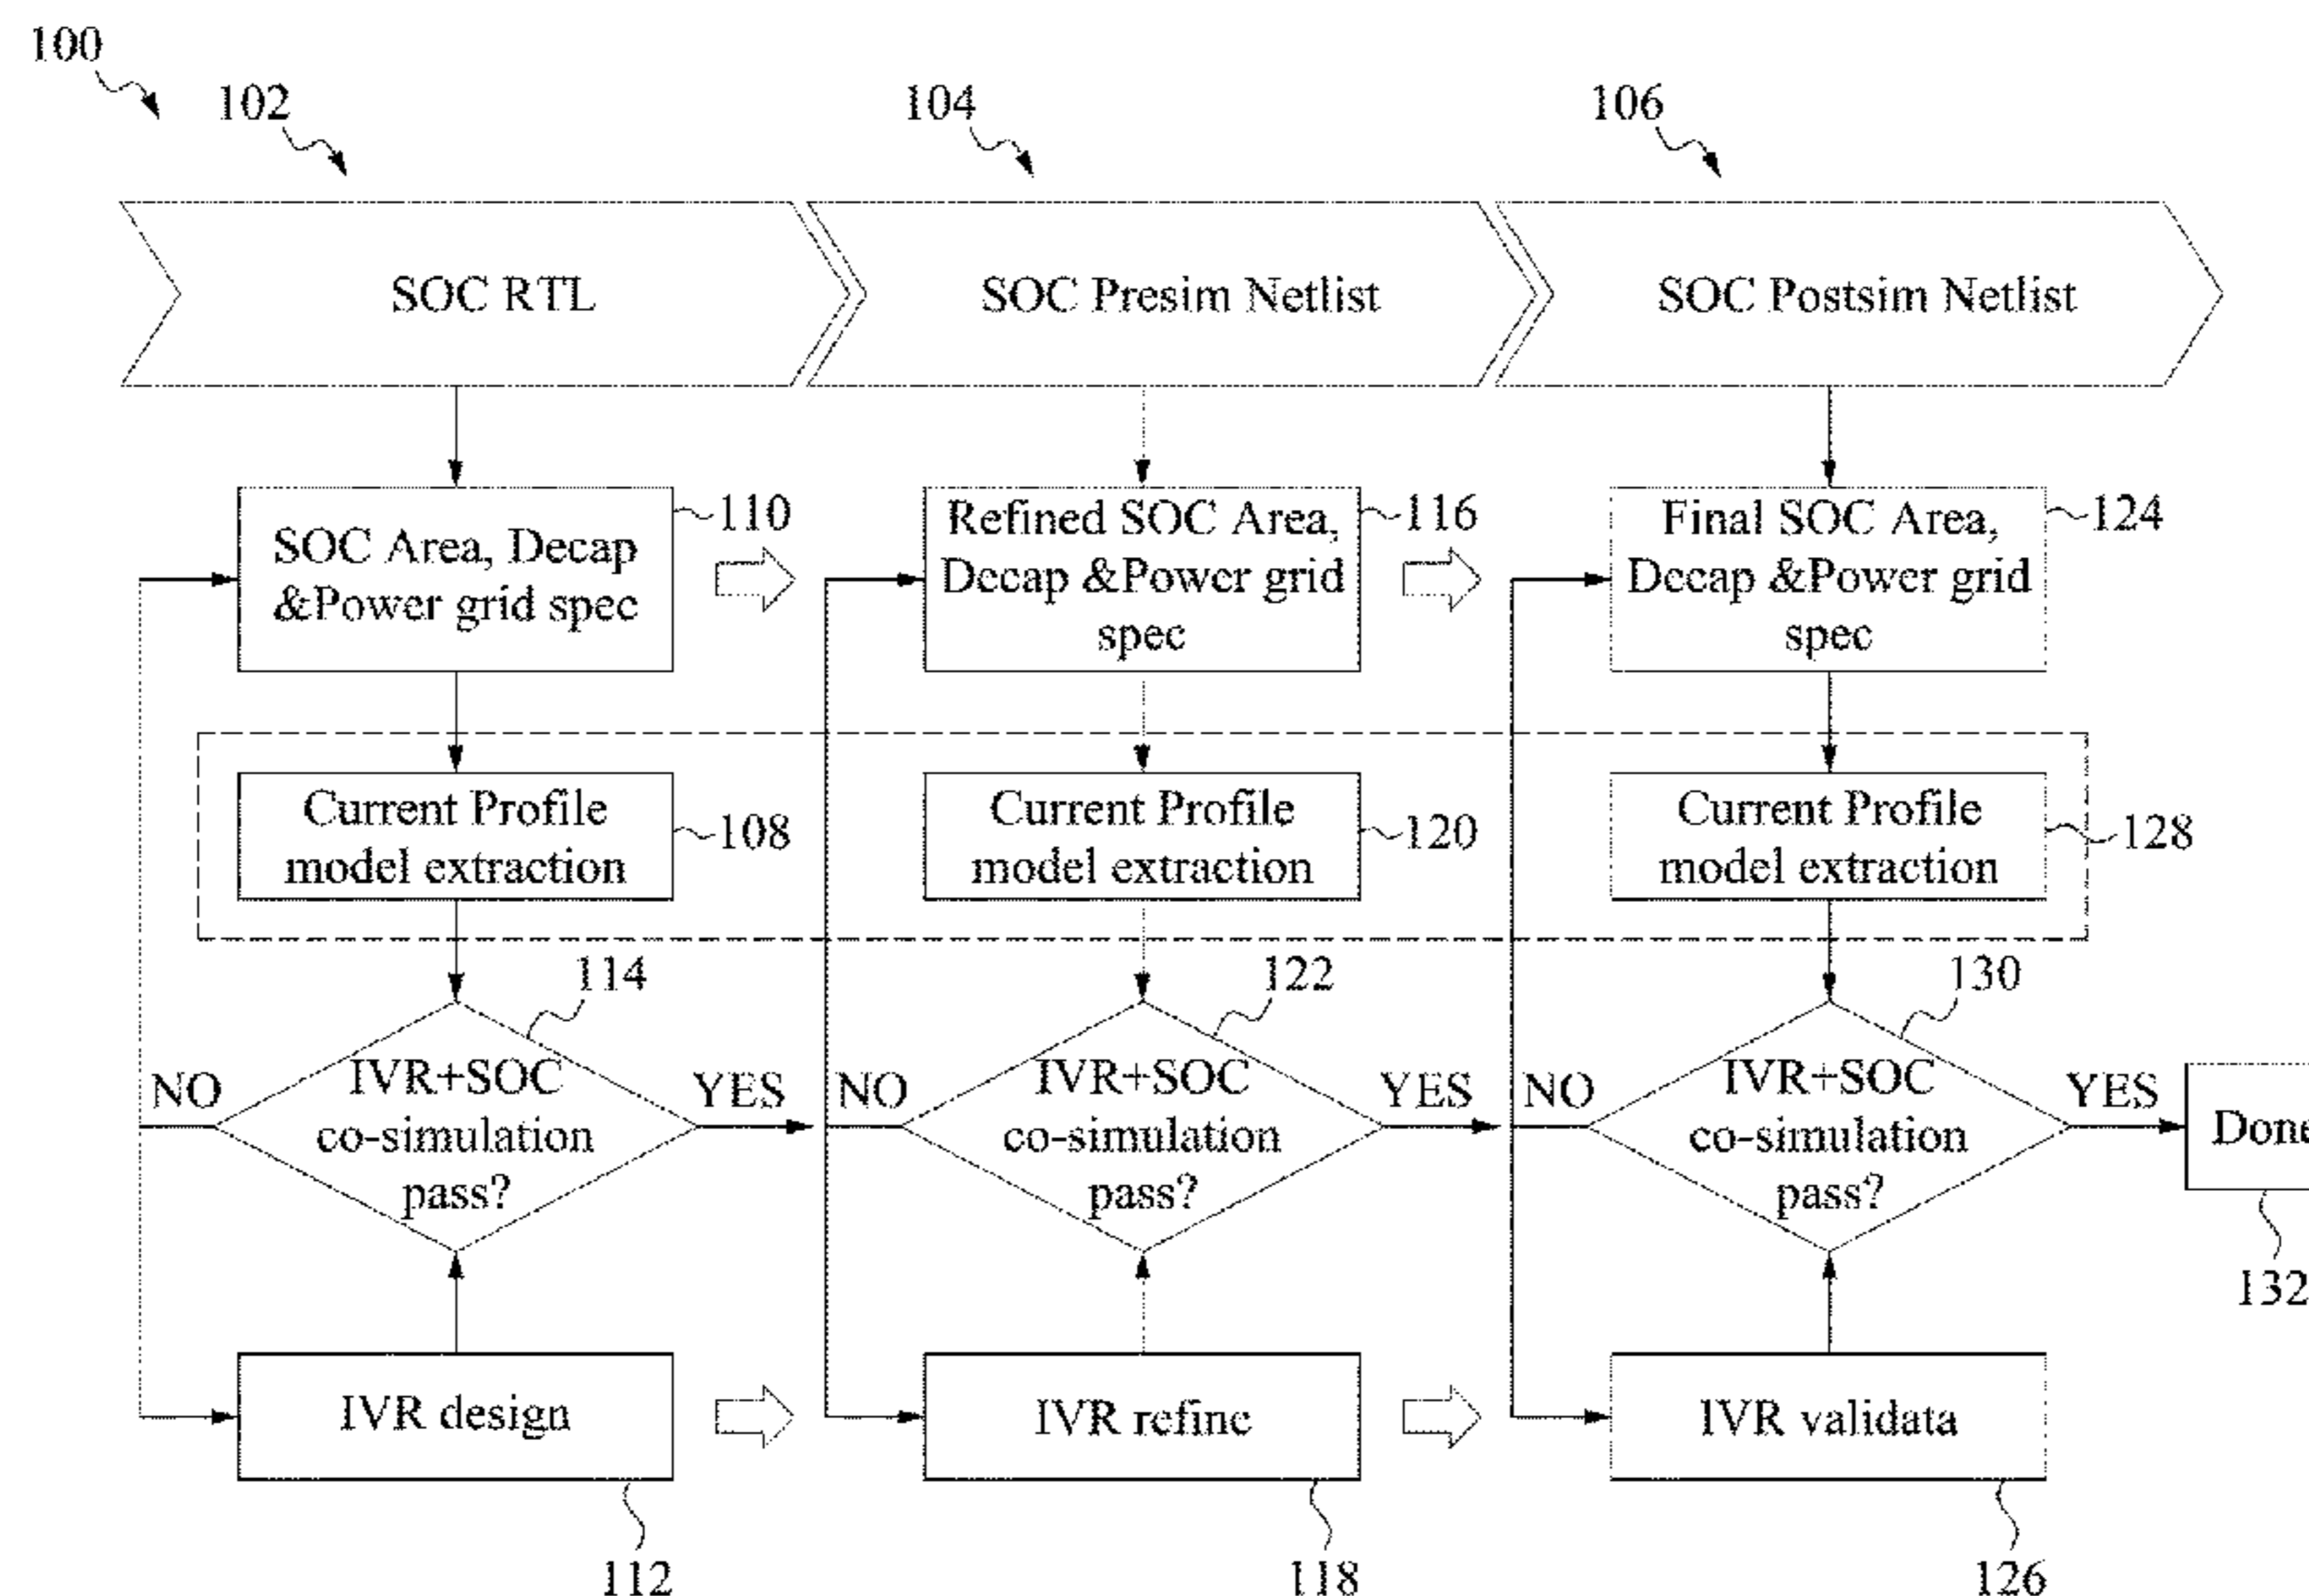 100
102
104
106
SOC RTL
SOC Presim Netlist
SOC Postsim Netlist
SOC Area, Decap
&Power grid spec
110
Refined SOC Area,
Decap &Power grid
spec
116
Final SOC Area,
Decap &Power grid
spec
124
Current Profile
model extraction
108
Current Profile
model extraction
120
Current Profile
model extraction
128
114
122
130
NO
IVR+SOC
co-simulation
pass?
YES
NO
IVR+SOC
co-simulation
pass?
YES
NO
IVR+SOC
co-simulation
pass?
YES
Done
132
IVR design
IVR refine
IVR validata
112
118
126